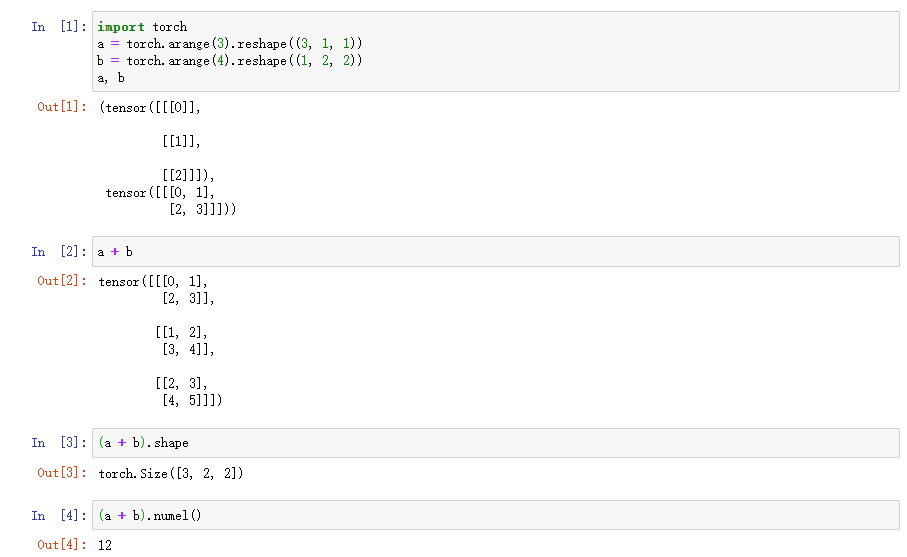 In [1]: import torch
a = torch.arange(3).reshape((3, 1, 1))
b = torch.arange(4).reshape((1, 2, 2))
a, b
Out[1]: (tensor([[[0]],
[[1]],
[[2]]]),
tensor([[[0, 1],
[2, 3]]]))
In [2]: a + b
Out[2]: tensor([[[0, 1],
[2, 3]],
[[1, 2],
[3, 4]],
[[2, 3],
[4, 5]]])
In [3]: (a + b).shape
Out[3]: torch.Size([3, 2, 2])
In [4]: (a + b).numel()
Out[4]: 12